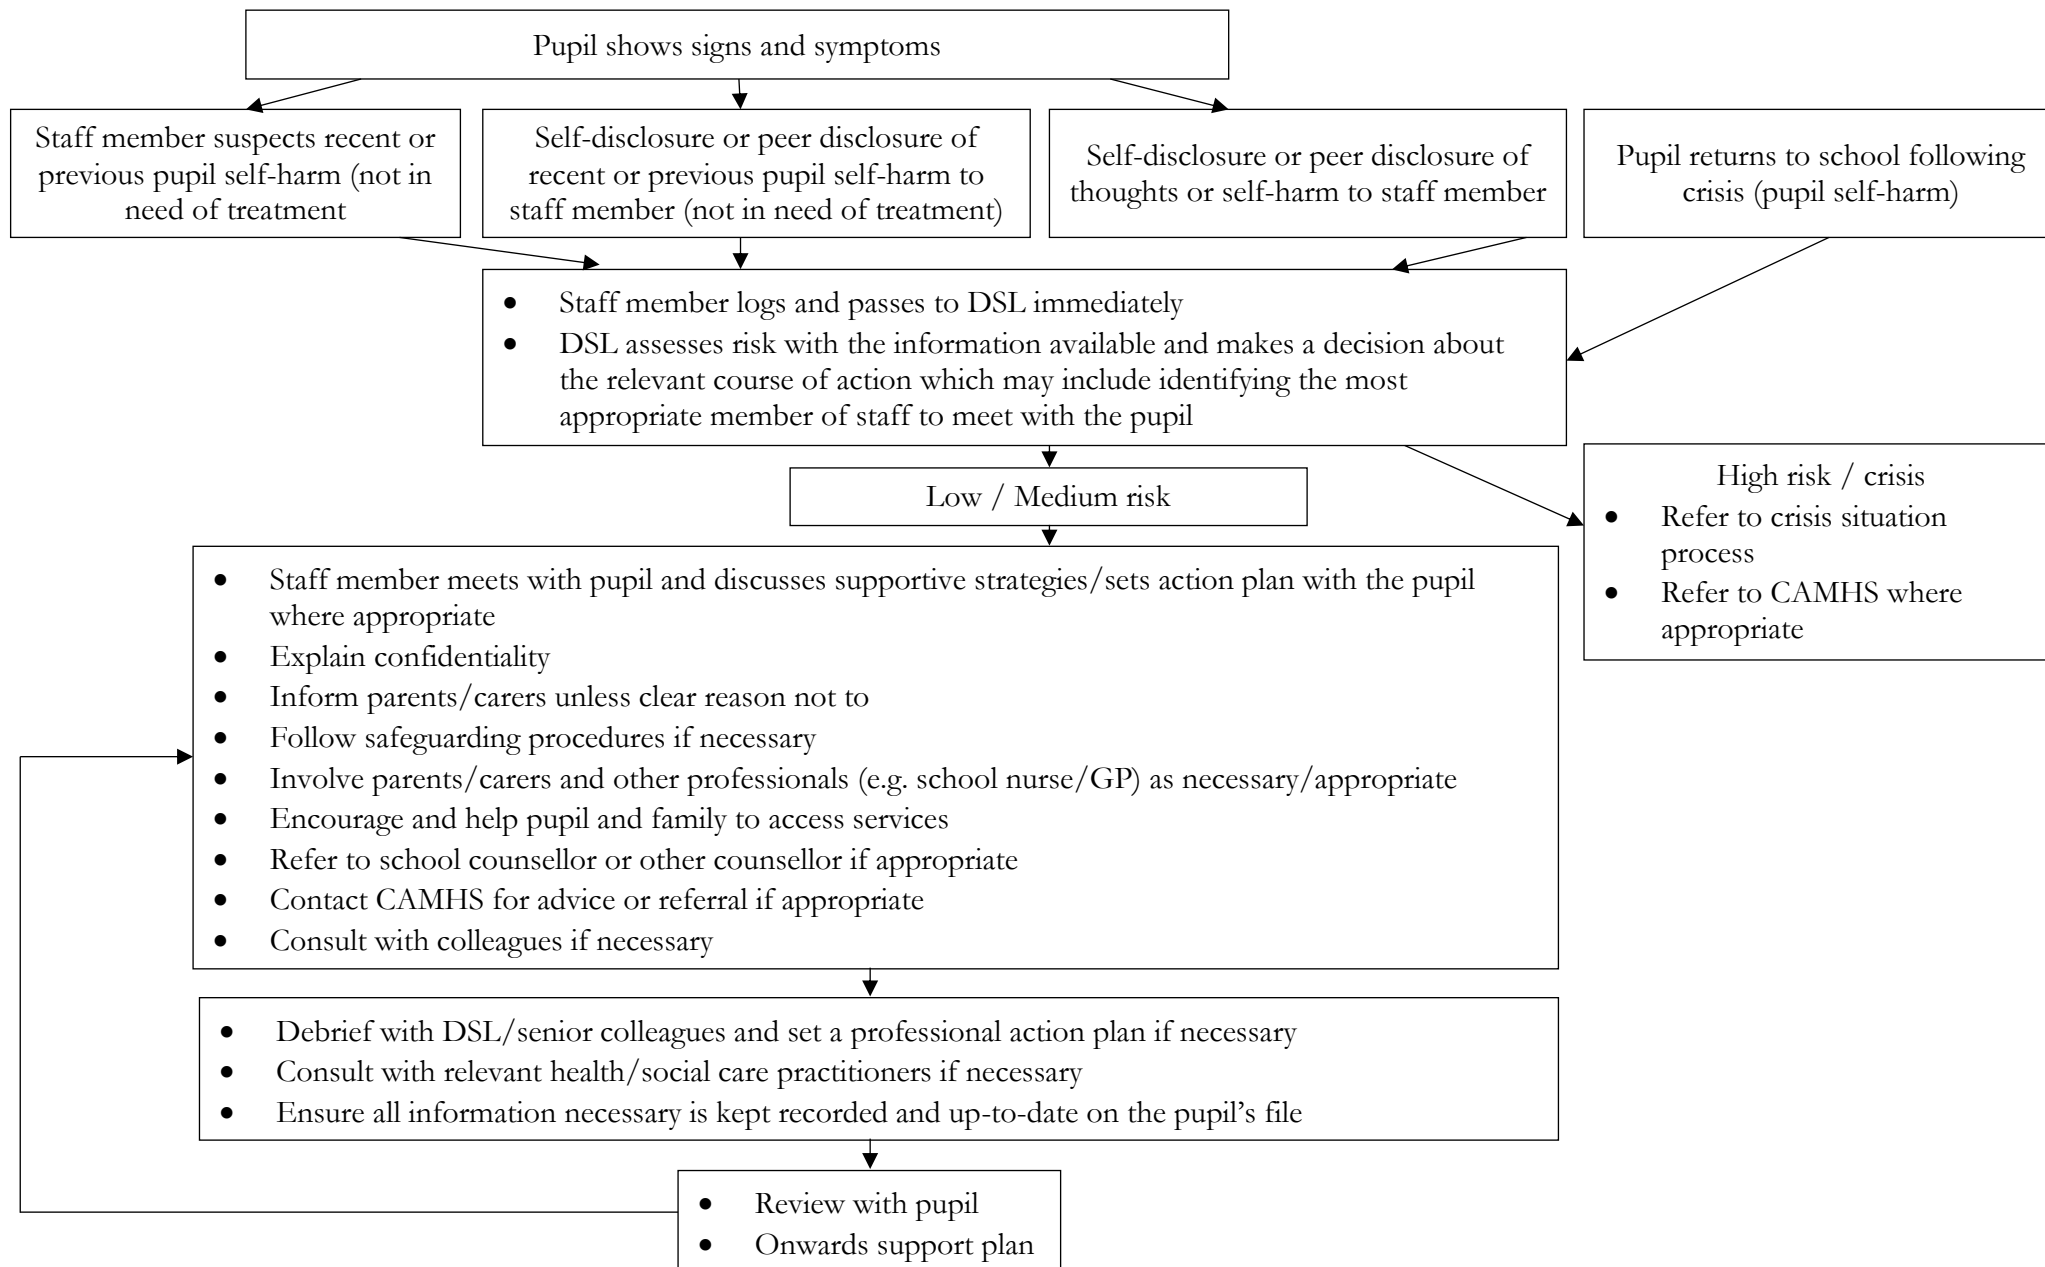 Pupil shows signs and symptoms
Staff member suspects recent or
previous pupil self-harm (not in
need of treatment
Self-disclosure or peer disclosure of
recent or previous pupil self-harm to
staff member (not in need of treatment)
Self-disclosure or peer disclosure of
thoughts or self-harm to staff member
Pupil returns to school following
crisis (pupil self-harm)
• Staff member logs and passes to DSL immediately
• DSL assesses risk with the information available and makes a decision about
the relevant course of action which may include identifying the most
appropriate member of staff to meet with the pupil
Low / Medium risk
High risk / crisis
• Refer to crisis situation
process
• Refer to CAMHS where
appropriate
• Staff member meets with pupil and discusses supportive strategies/sets action plan with the pupil
where appropriate
• Explain confidentiality
• Inform parents/carers unless clear reason not to
• Follow safeguarding procedures if necessary
• Involve parents/carers and other professionals (e.g. school nurse/GP) as necessary/appropriate
• Encourage and help pupil and family to access services
• Refer to school counsellor or other counsellor if appropriate
• Contact CAMHS for advice or referral if appropriate
• Consult with colleagues if necessary
• Debrief with DSL/senior colleagues and set a professional action plan if necessary
• Consult with relevant health/social care practitioners if necessary
• Ensure all information necessary is kept recorded and up-to-date on the pupil’s file
• Review with pupil
• Onwards support plan